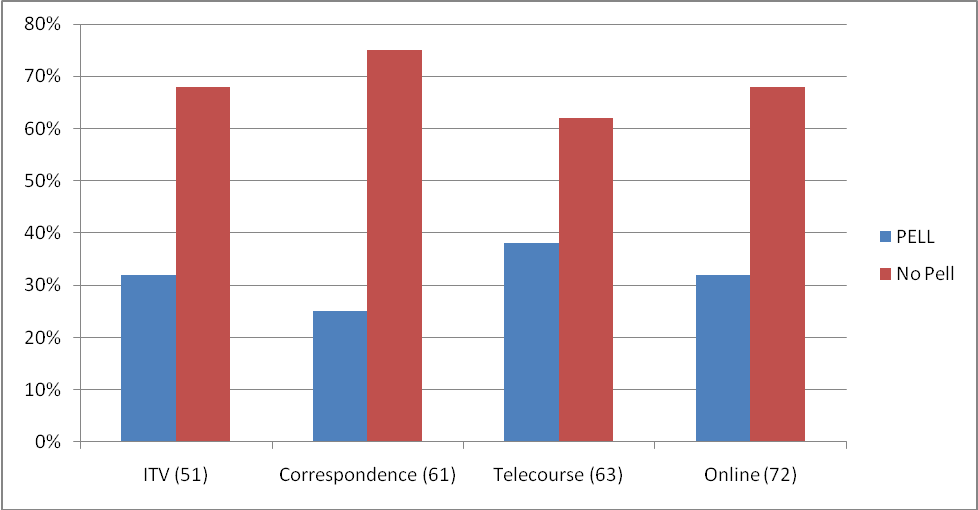 80%
70%
60%
50%
40%
30%
20%
10%
0%
ITV (51)
Correspondence (61)
Telecourse (63)
Online (72)
PELL
No Pell